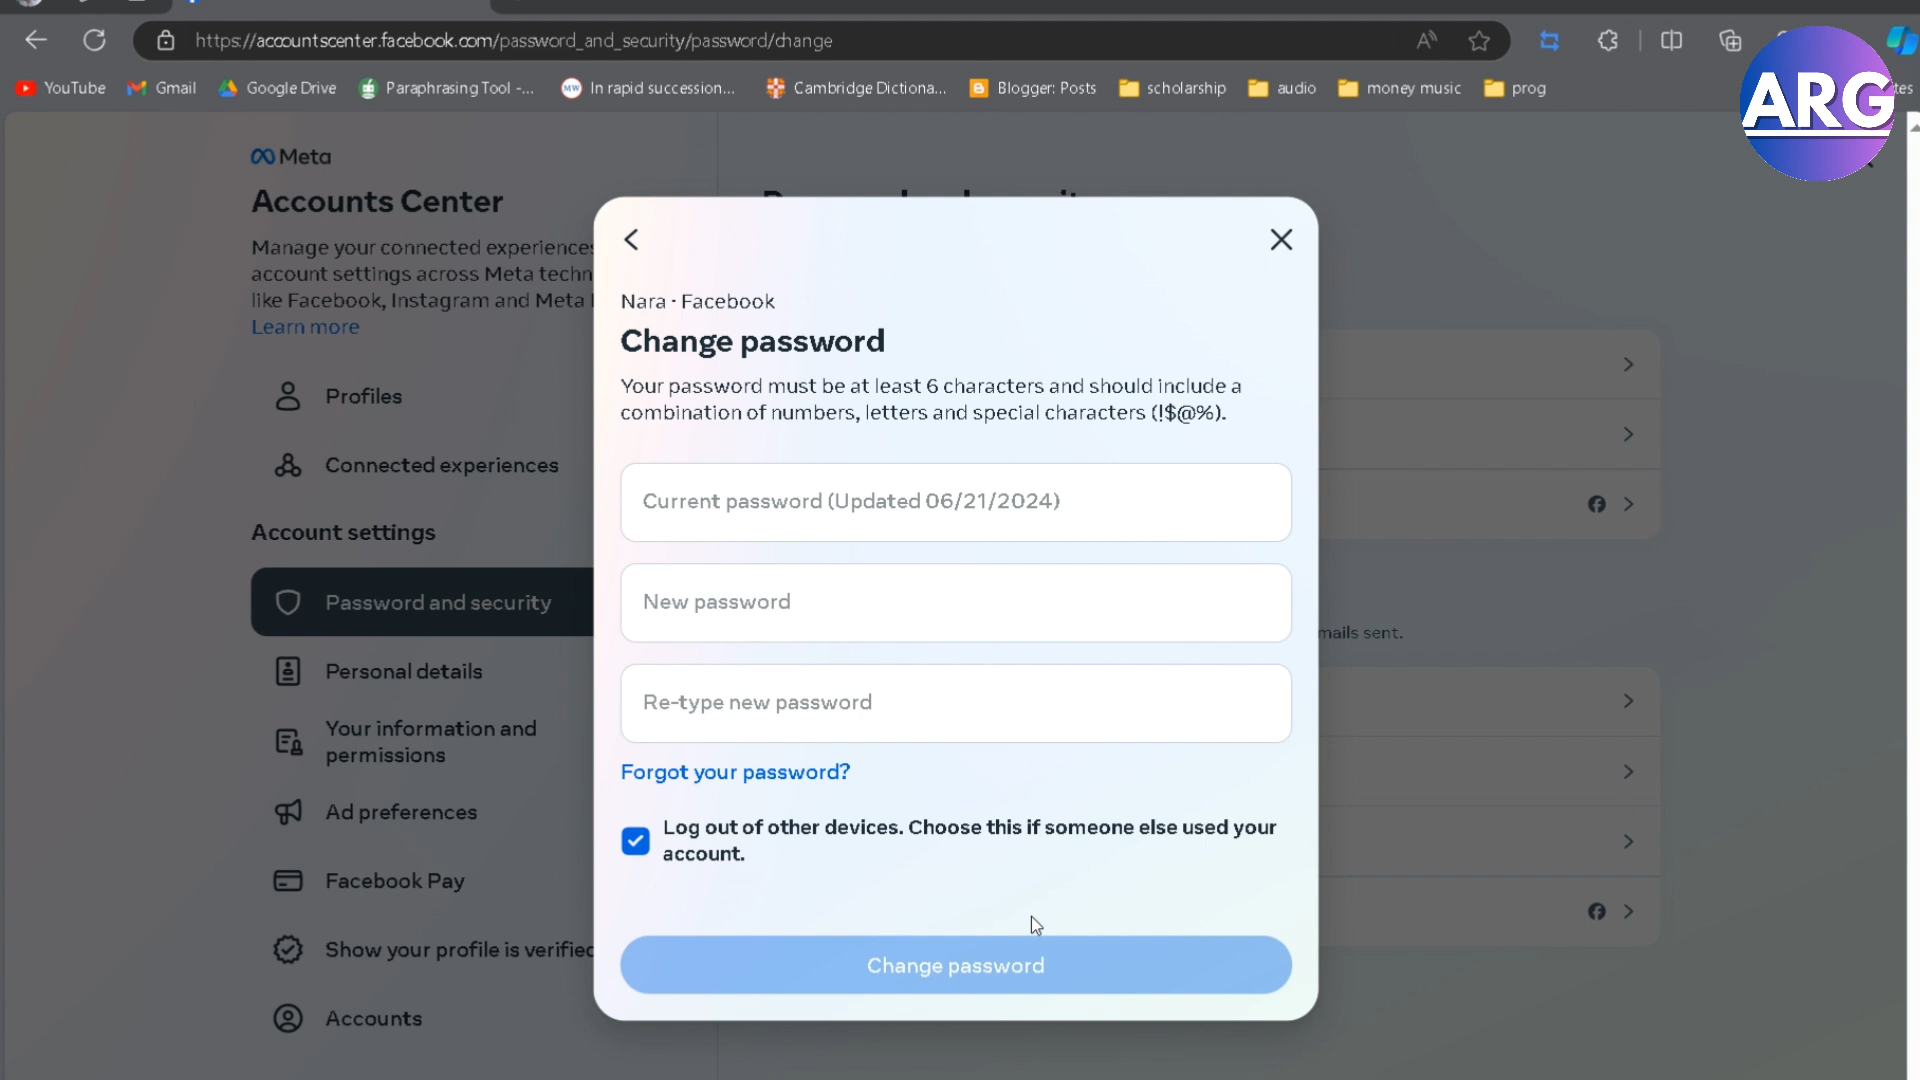 https://accountscenter.facebook.com/password_and_security/password/change
YouTube
Gmail
Google Drive
Paraphrasing Tool -...
In rapid succession...
Cambridge Dictiona...
Blogger: Posts
scholarship
audio
money music
prog
ARG
Meta
Accounts Center
Manage your connected experiences
account settings across Meta techn
like Facebook, Instagram and Meta
Learn more
Profiles
Connected experiences
Account settings
Password and security
Personal details
Your information and
permissions
Ad preferences
Facebook Pay
Show your profile is verified
Accounts
Nara · Facebook
Change password
Your password must be at least 6 characters and should include a
combination of numbers, letters and special characters (!$@%).
Current password (Updated 06/21/2024)
New password
Re-type new password
Forgot your password?
Log out of other devices. Choose this if someone else used your
account.
Change password
mails sent.